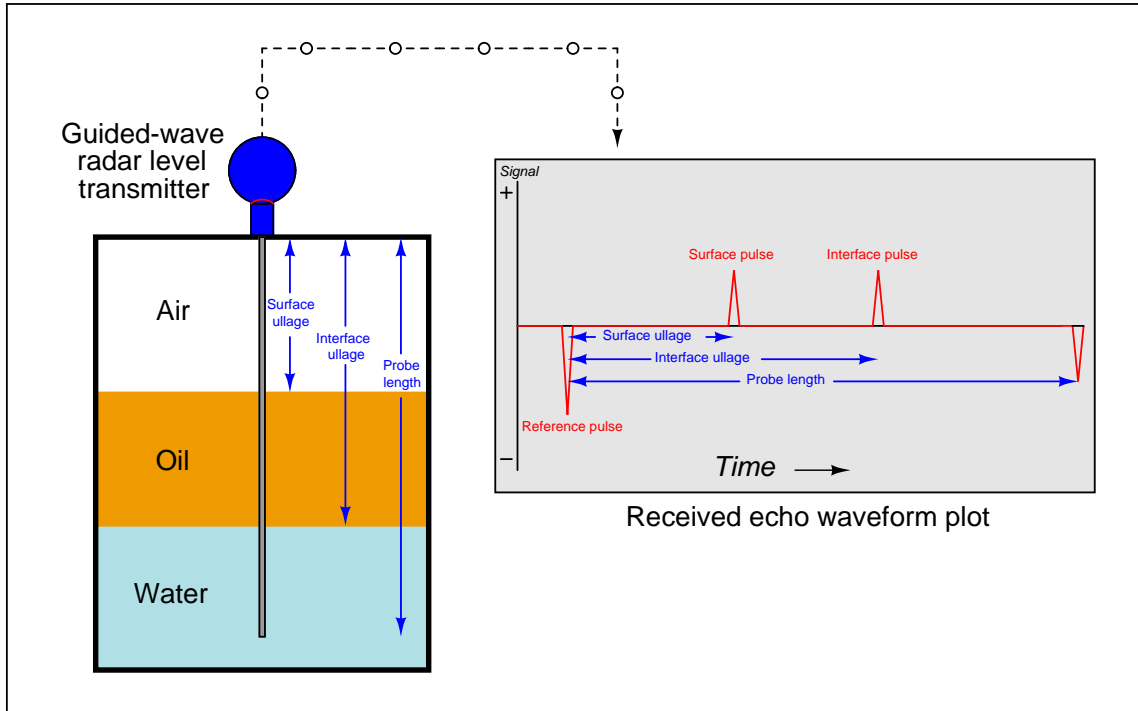 Guided-wave
radar level
transmitter
Air
Oil
Water
Surface
ullage
Interface
ullage
Probe
length
Signal
+
Surface pulse
Interface pulse
Surface ullage
Interface ullage
Probe length
Reference pulse
−
Time
Received echo waveform plot